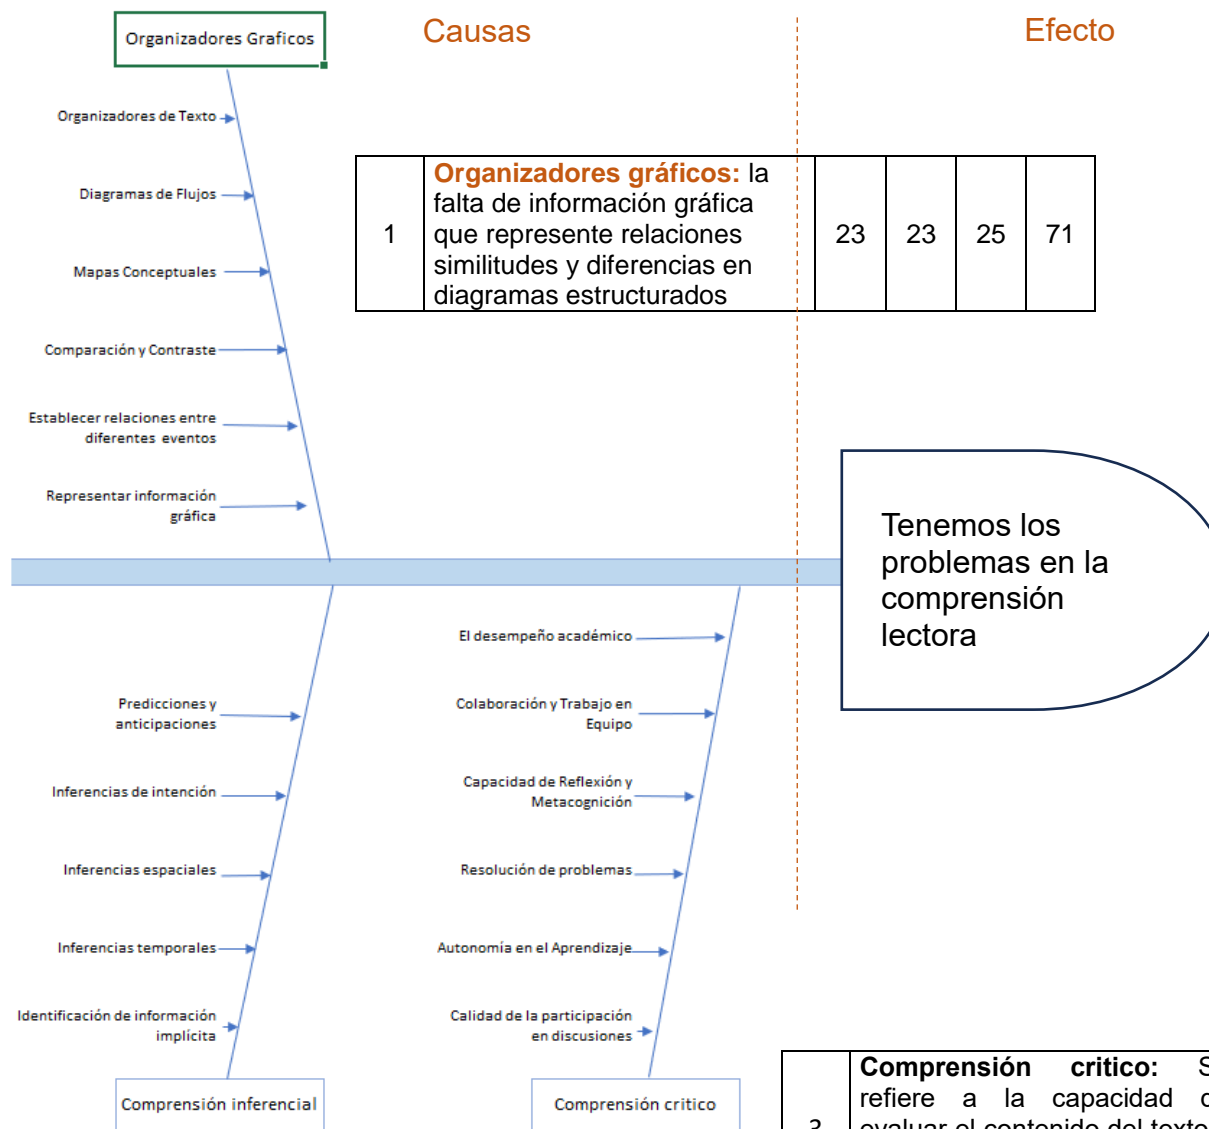 Organizadores Graficos
Causas
Efecto
Organizadores de Texto
Diagramas de Flujos
Mapas Conceptuales
Comparación y Contraste
Establecer relaciones entre
diferentes eventos
Representar información
gráfica
1
Organizadores gráficos: la
falta de información gráfica
que represente relaciones
similitudes y diferencias en
diagramas estructurados
23
23
25
71
Tenemos los
problemas en la
comprensión
lectora
Predicciones y
anticipaciones
Inferencias de intención
Inferencias espaciales
Inferencias temporales
Identificación de información
implícita
Comprensión inferencial
El desempeño académico
Colaboración y Trabajo en
Equipo
Capacidad de Reflexión y
Metacognición
Resolución de problemas
Autonomía en el Aprendizaje
Calidad de la participación
en discusiones
Comprensión critico
Comprensión critico:
refiere a la capacidad
evaluar el contenido del texto